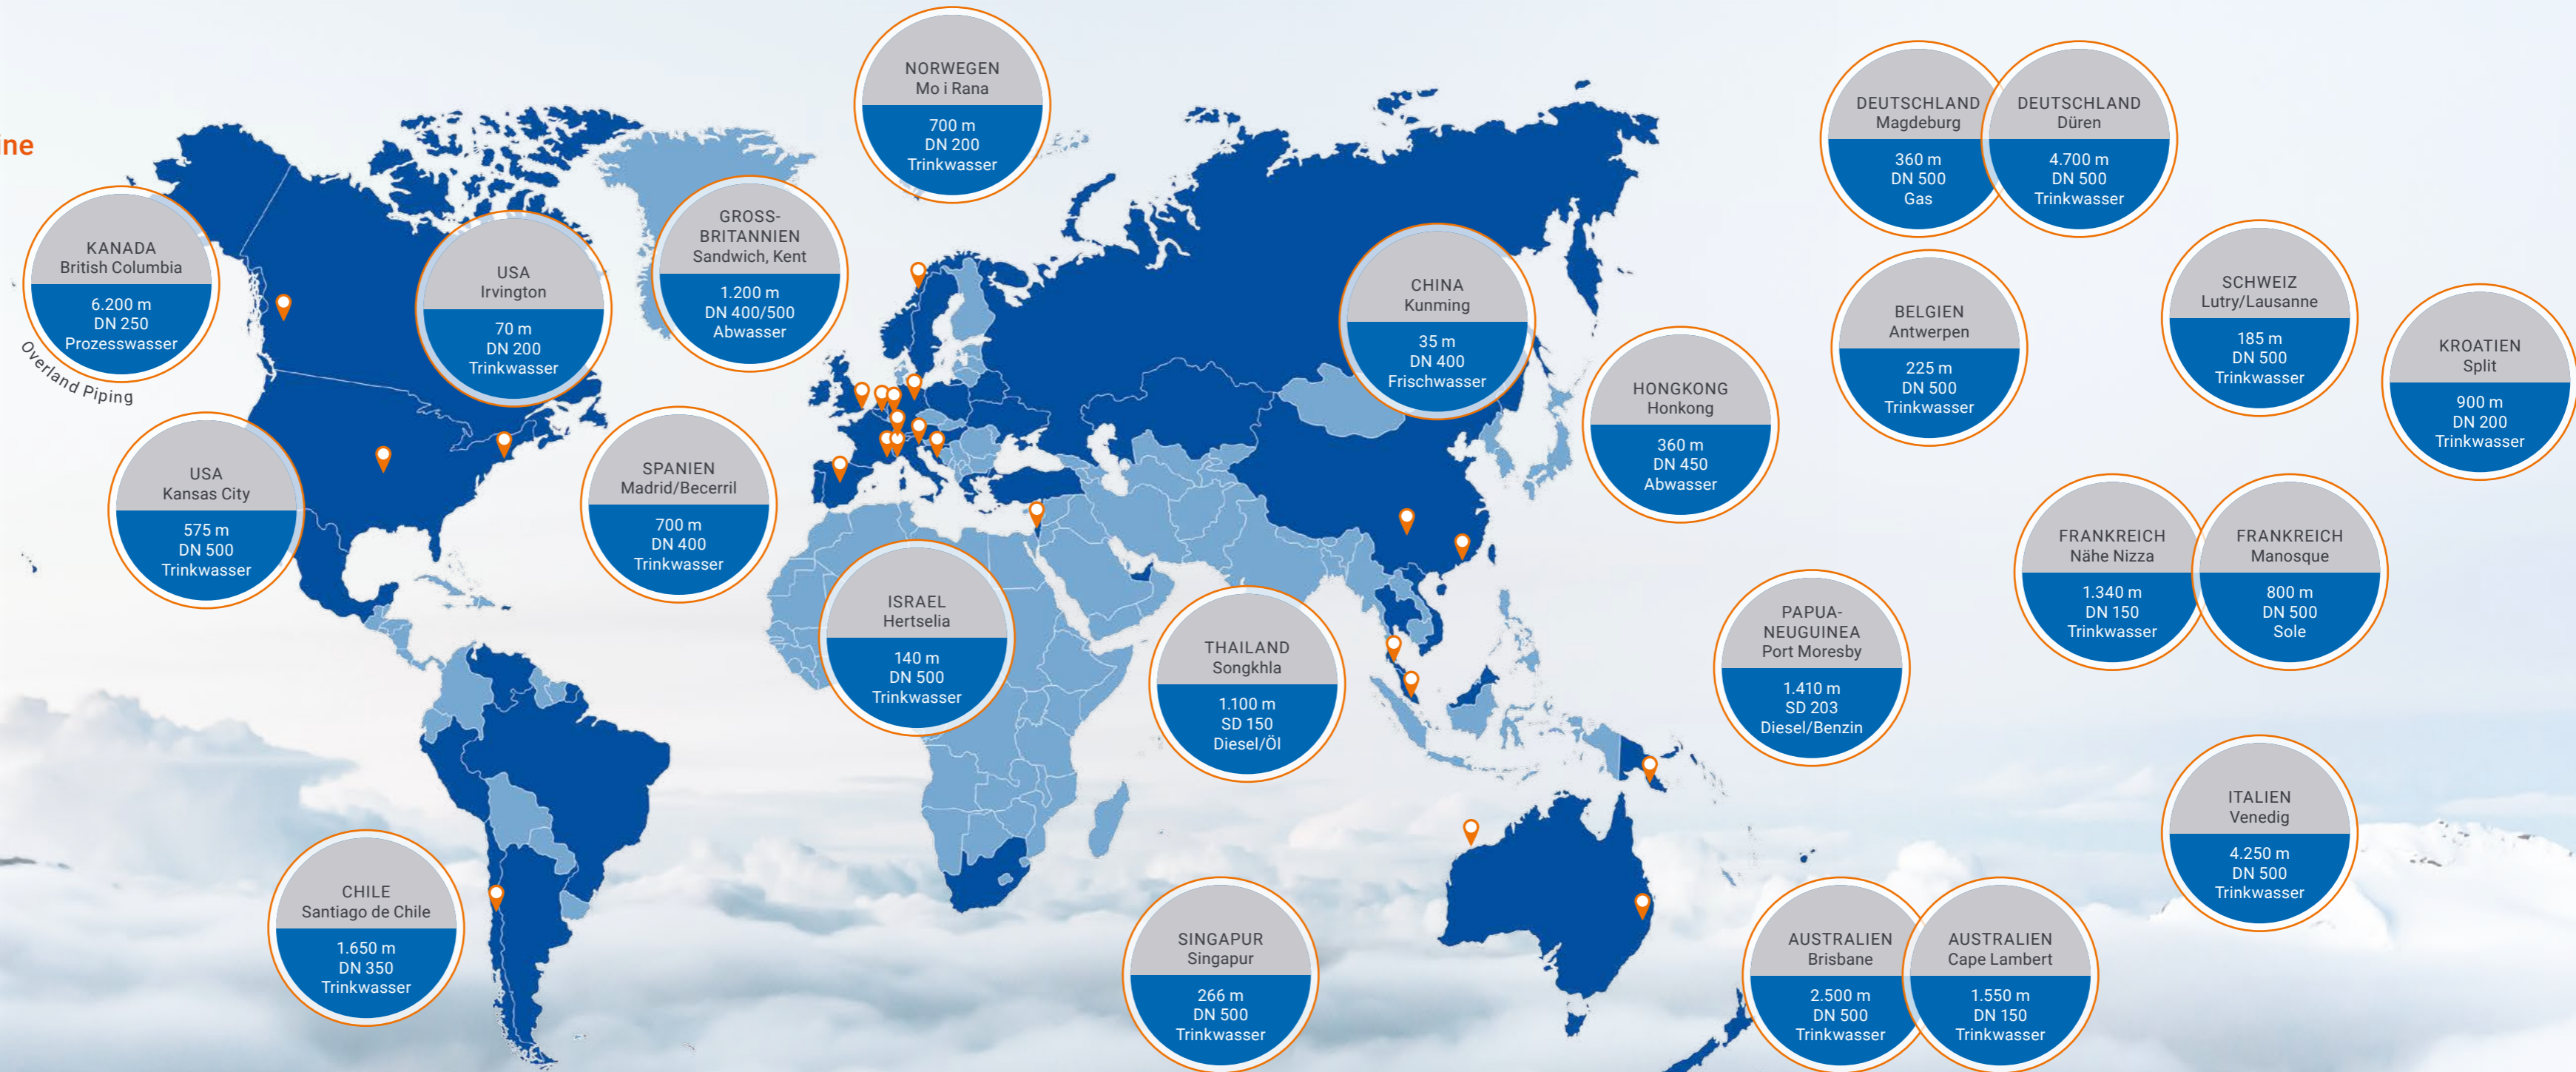 ine
NORWEGEN
Mo i Rana
700 m
DN 200
Trinkwasser
DEUTSCHLAND
Magdeburg
360 m
DN 500
Gas
DEUTSCHLAND
Düren
4.700 m
DN 500
Trinkwasser
KANADA
British Columbia
6.200 m
DN 250
Prozesswasser
Overland Piping
USA
Irvington
70 m
DN 200
Trinkwasser
GROSS-
BRITANNIEN
Sandwich, Kent
1.200 m
DN 400/500
Abwasser
CHINA
Kunming
35 m
DN 400
Frischwasser
BELGIEN
Antwerpen
225 m
DN 500
Trinkwasser
SCHWEIZ
Lutry/Lausanne
185 m
DN 500
Trinkwasser
KROATIEN
Split
900 m
DN 200
Trinkwasser
HONGKONG
Honkong
360 m
DN 450
Abwasser
USA
Kansas City
575 m
DN 500
Trinkwasser
SPANIEN
Madrid/Becerril
700 m
DN 400
Trinkwasser
FRANKREICH
Nähe Nizza
1.340 m
DN 150
Trinkwasser
FRANKREICH
Manosque
800 m
DN 500
Sole
ISRAEL
Hertselia
140 m
DN 500
Trinkwasser
THAILAND
Songkhla
1.100 m
SD 150
Diesel/Öl
PAPUA-
NEUGUINEA
Port Moresby
1.410 m
SD 203
Diesel/Benzin
ITALIEN
Venedig
4.250 m
DN 500
Trinkwasser
CHILE
Santiago de Chile
1.650 m
DN 350
Trinkwasser
SINGAPUR
Singapur
266 m
DN 500
Trinkwasser
AUSTRALIEN
Brisbane
2.500 m
DN 500
Trinkwasser
AUSTRALIEN
Cape Lambert
1.550 m
DN 150
Trinkwasser